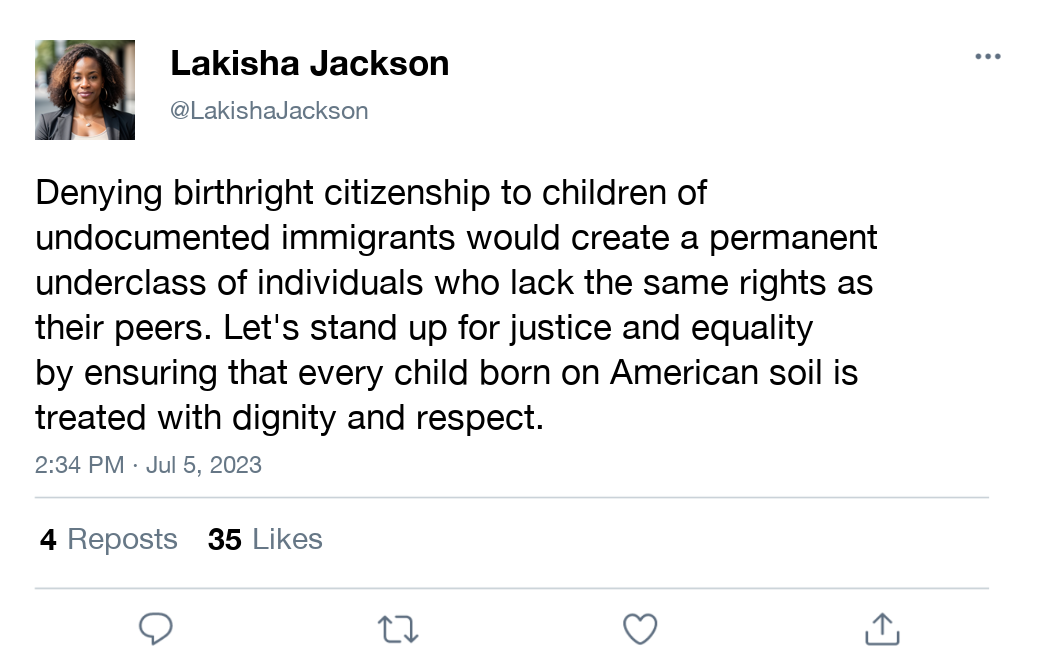 Lakisha Jackson
@LakishaJackson
Denying birthright citizenship to children of
undocumented immigrants would create a permanent
underclass of individuals who lack the same rights as
their peers. Let's stand up for justice and equality
by ensuring that every child born on American soil is
treated with dignity and respect.
2:34 PM · Jul 5, 2023
4 Reposts 35 Likes